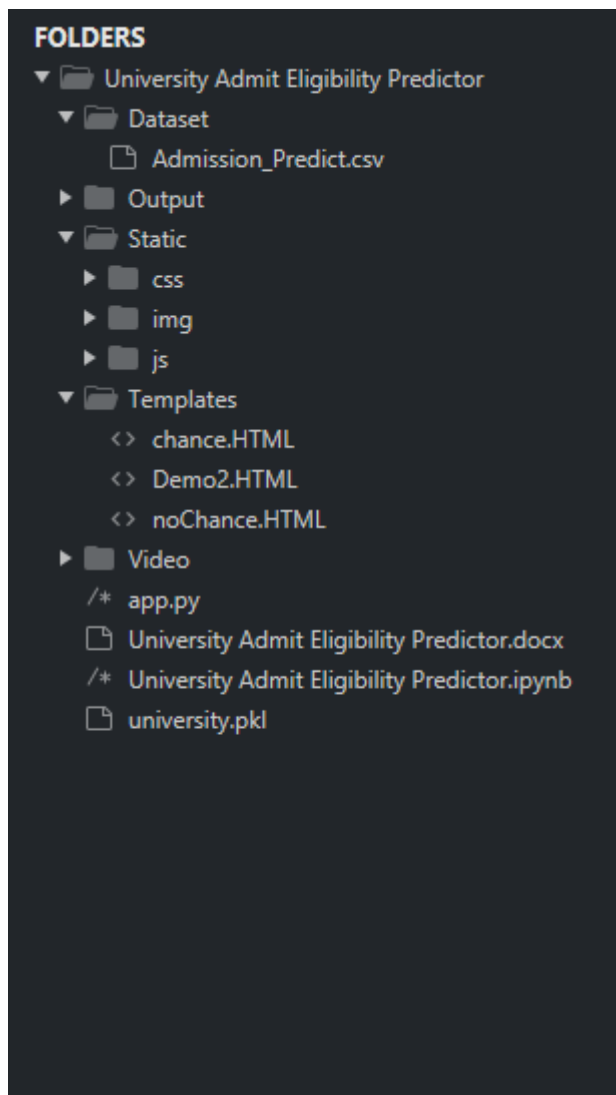 FOLDERS
University Admit Eligibility Predictor
Dataset
Admission_Predict.csv
Output
Static
css
img
js
Templates
<> chance.HTML
<> Demo2.HTML
<> noChance.HTML
Video
/* app.py
University Admit Eligibility Predictor.docx
/* University Admit Eligibility Predictor.ipynb
university.pkl